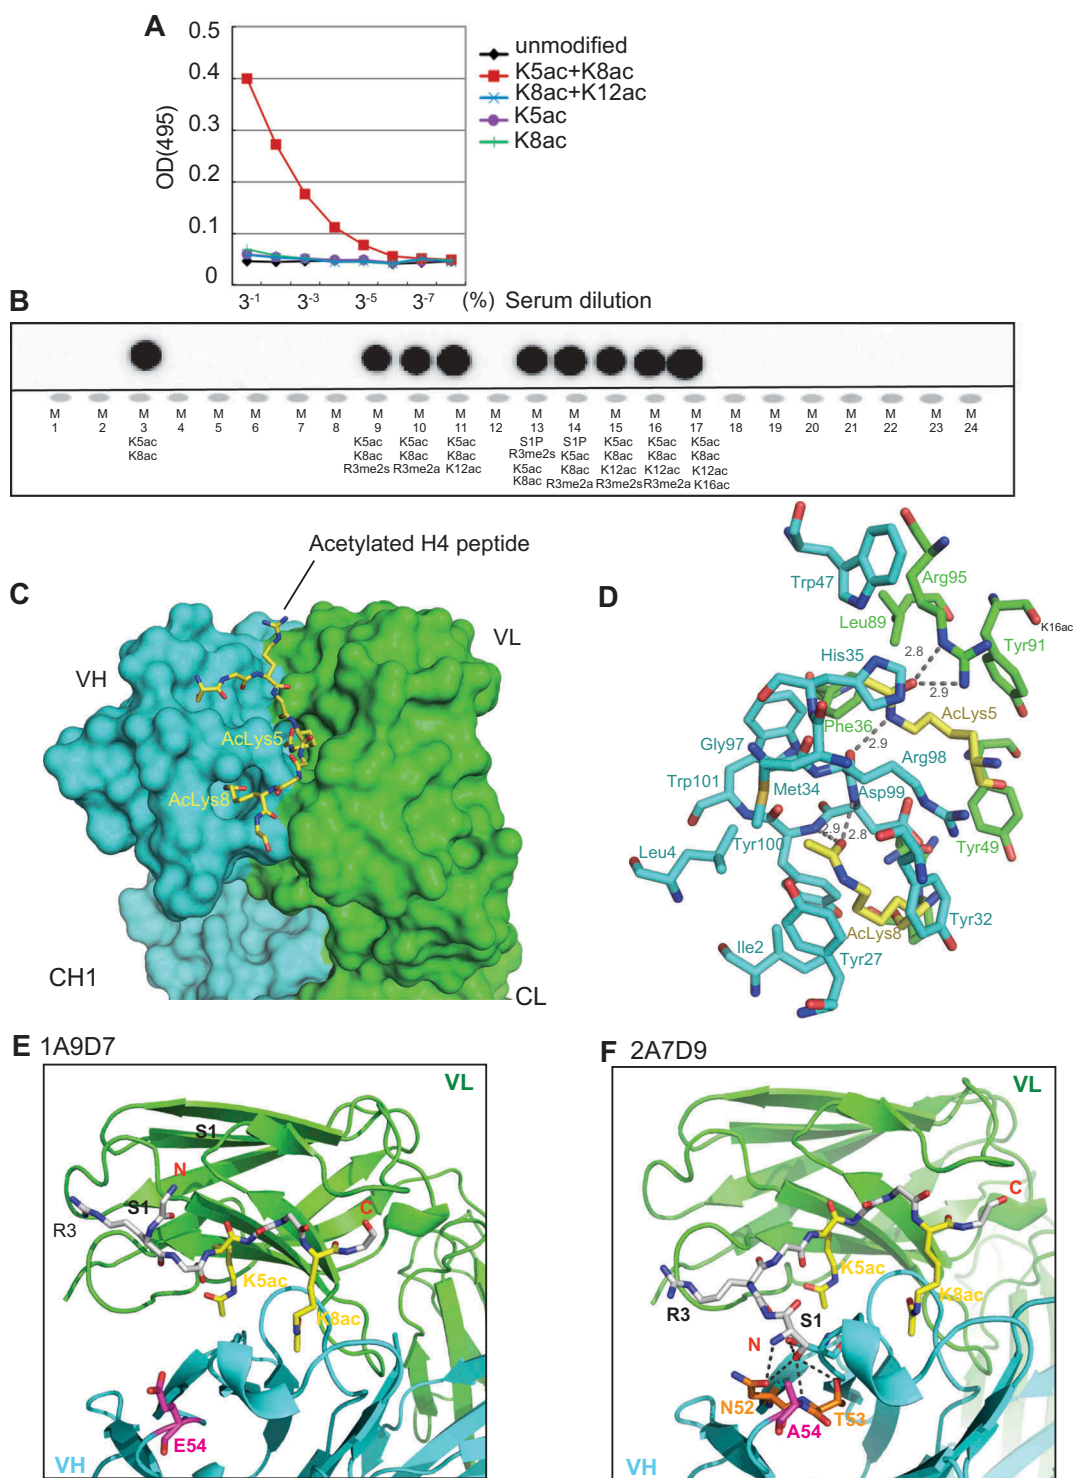 A
0.5
0.4
0.3
0.2
0.1
0
OD(495)
unmodified
K5ac+K8ac
K8ac+K12ac
K5ac
K8ac
3-1 3-3 3-5 3-7 (%) Serum dilution
B
M M M M M M M M M M M M M M M M M M M M M M M M
1 2 3 4 5 6 7 8 9 10 11 12 13 14 15 16 17 18 19 20 21 22 23 24
K5ac
K8ac
K5ac
K8ac
R3me2s
K5ac
K8ac
R3me2a
K5ac
K8ac
K12ac
S1P
R3me2s
K5ac
K8ac
S1P
K5ac
K8ac
R3me2a
K5ac
K8ac
K12ac
R3me2s
K5ac
K8ac
K12ac
R3me2a
K5ac
K8ac
K12ac
K16ac
C
Acetylated H4 peptide
VH
VL
AcLys5
AcLys8
CH1
CL
D
Trp47
Arg95
Leu89
K16ac
Tyr91
2.8
His35
2.9
Phe36
AcLys5
2.9
Gly97
Arg98
Trp101
Met34
Asp99
2.9
2.8
Tyr100
Tyr49
Leu4
AcLys8
Tyr32
Ile2
Tyr27
E 1A9D7
VL
S1
N
S1
R3
C
K5ac
K8ac
E54
VH
F 2A7D9
VL
C
K5ac
K8ac
R3
S1
N
N52
T53
A54
VH